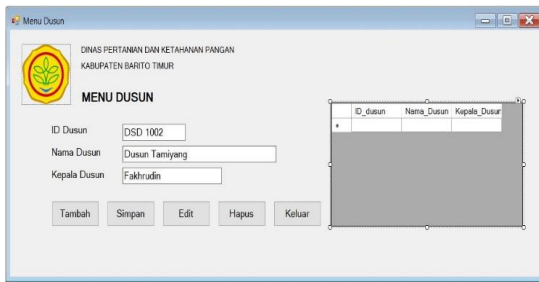 Menu Dusun
DINAS PERTANIAN DAN KETAHANAN PANGAN
KABUPATEN BARITO TIMUR
MENU DUSUN
ID Dusun DSD 1002
Nama Dusun Dusun Tamiyang
Kepala Dusun Fakhrudin
Tambah Simpan Edit Hapus Keluar
ID_dusun Nama_Dusun Kepala_Dusun
*